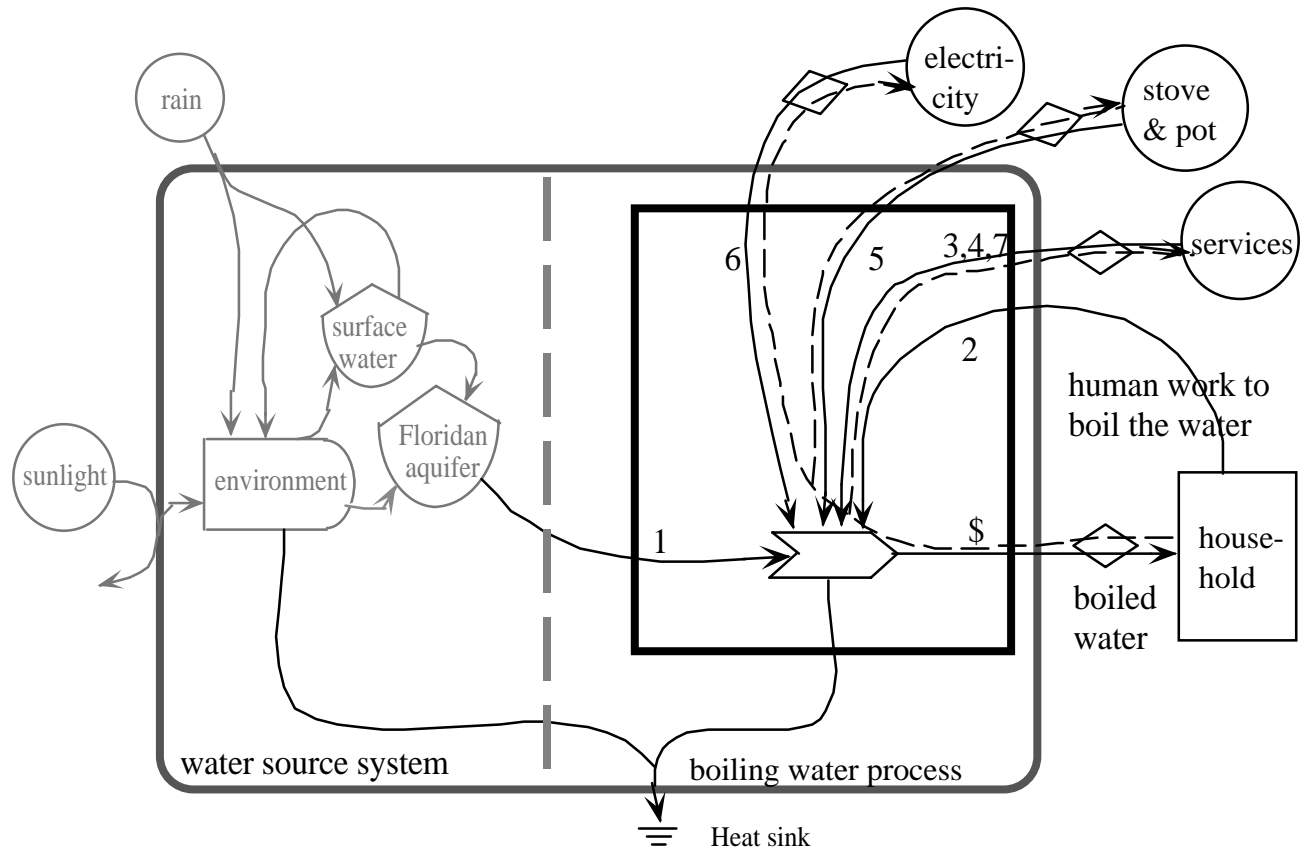 electri-
city
stove
& pot
rain
services
6
5
3,4,7
2
surface
water
human work to
boil the water
Floridan
aquifer
sunlight
environment
1
$
house-
hold
boiled
water
water source system
boiling water process
Heat sink